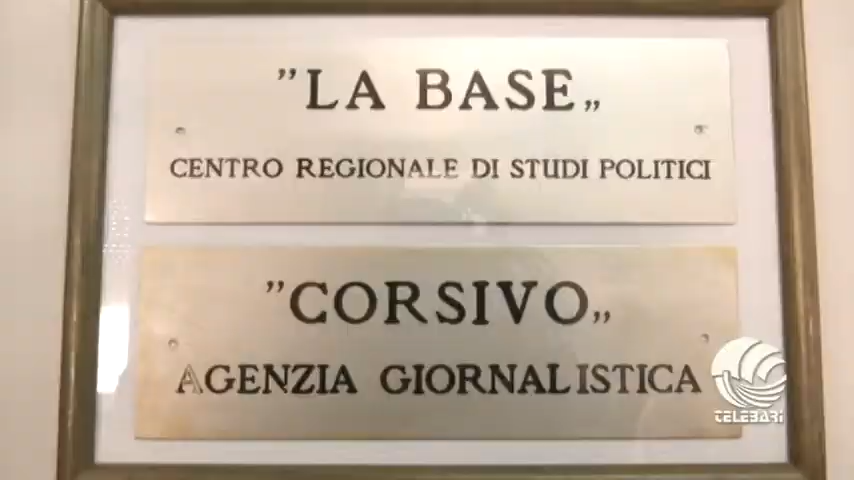 "LA BASE„
CENTRO REGIONALE DI STUDI POLITICI
"CORSIVO„
AGENZIA GIORNALISTICA
TELEBARI